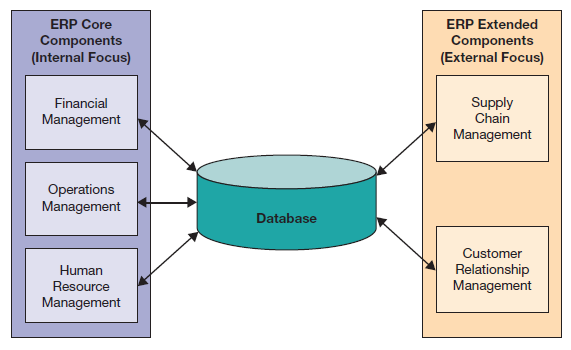 ERP Core
Components
(Internal Focus)
Financial
Management
Operations
Management
Human
Resource
Management
Database
ERP Extended
Components
(External Focus)
Supply
Chain
Management
Customer
Relationship
Management